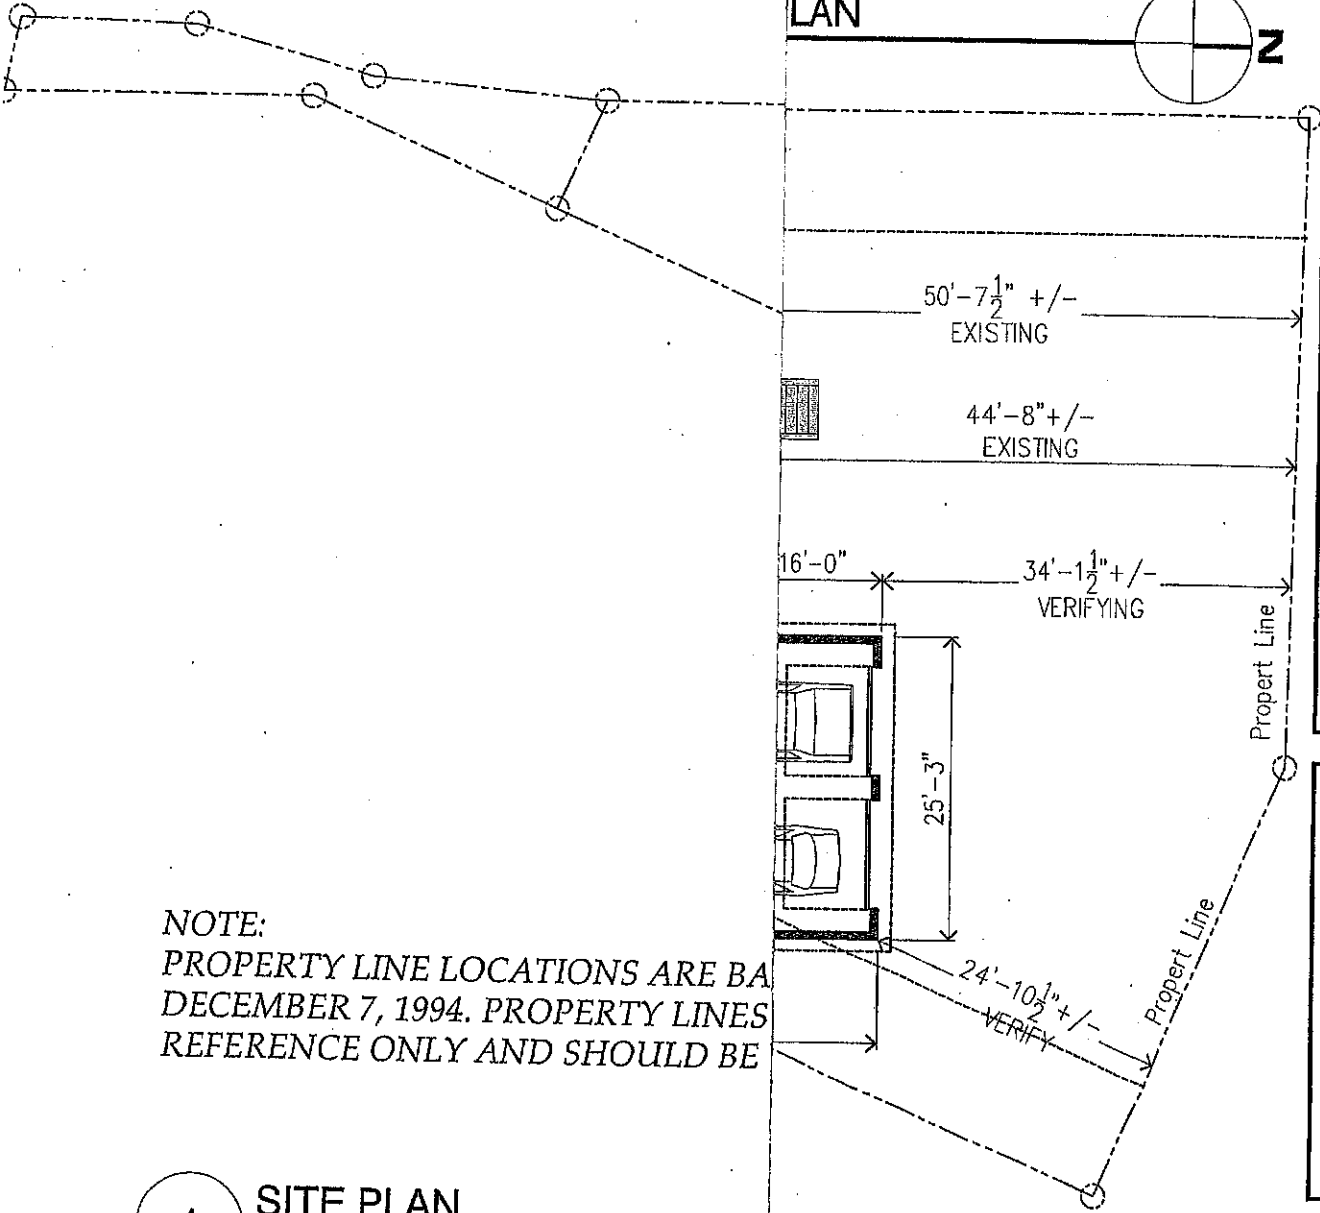 LAN
N
50'-7½" +/-
EXISTING
44'-8"+/-
EXISTING
16'-0"
34'-1½"+/-
VERIFYING
Propert Line
25'-3"
Propert Line
24'-10½"+/-
VERIFY
NOTE:
PROPERTY LINE LOCATIONS ARE BA
DECEMBER 7, 1994. PROPERTY LINES
REFERENCE ONLY AND SHOULD BE
SITE PLAN